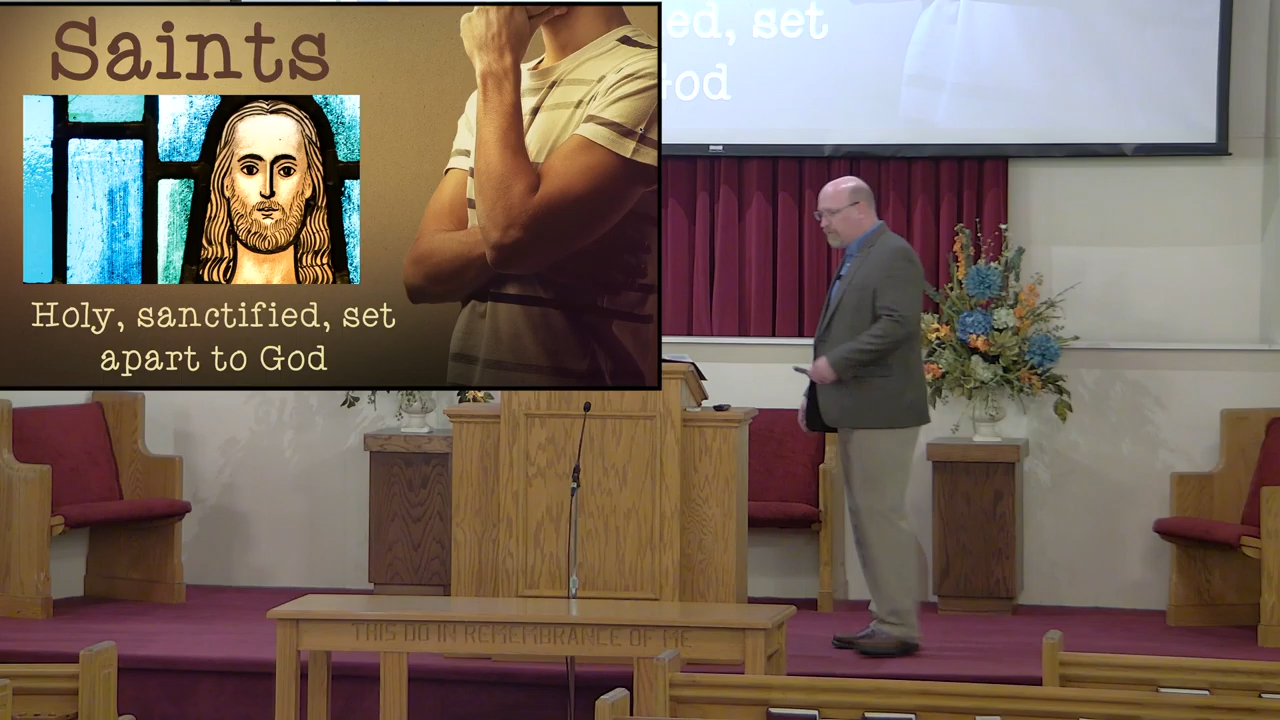 Saints
Holy, sanctified, set
apart to God
ed, set
God
THIS DO IN REMEMBRANCE OF ME